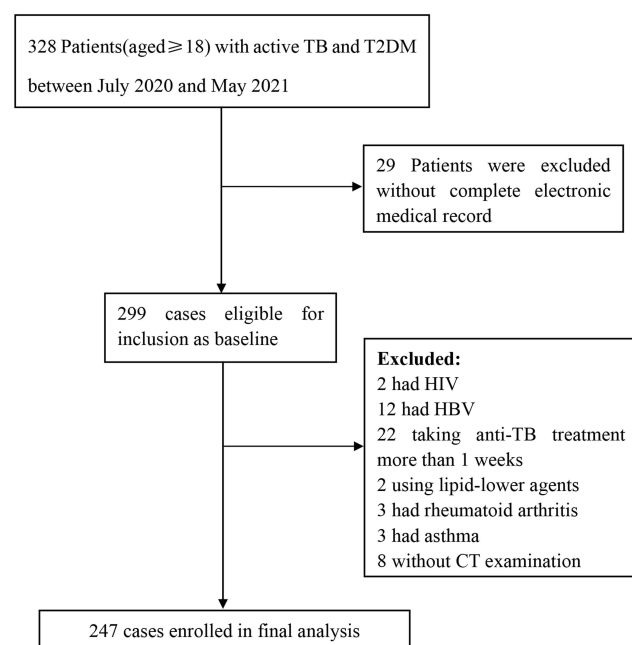 328 Patients(aged⩾18) with active TB and T2DM
between July 2020 and May 2021
29 Patients were excluded
without complete electronic
medical record
299 cases eligible for
inclusion as baseline
Excluded:
2 had HIV
12 had HBV
22 taking anti-TB treatment
more than 1 weeks
2 using lipid-lower agents
3 had rheumatoid arthritis
3 had asthma
8 without CT examination
247 cases enrolled in final analysis